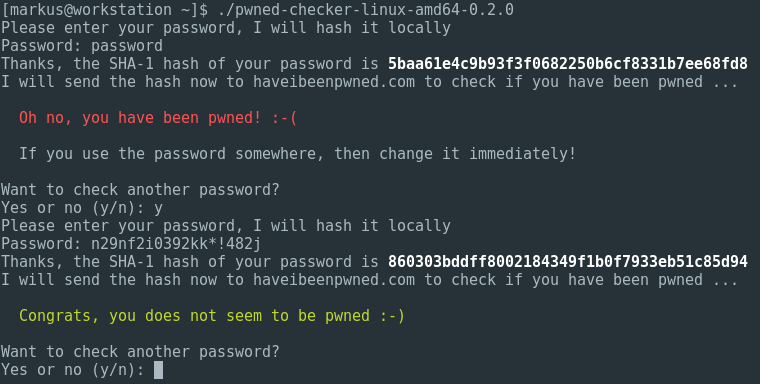 [markus@workstation ~]$ ./pwned-checker-linux-amd64-0.2.0
Please enter your password, I will hash it locally
Password: password
Thanks, the SHA-1 hash of your password is 5baa61e4c9b93f3f0682250b6cf8331b7ee68fd8
I will send the hash now to haveibeenpwned.com to check if you have been pwned ...
Oh no, you have been pwned! :-(
If you use the password somewhere, then change it immediately!
Want to check another password?
Yes or no (y/n): y
Please enter your password, I will hash it locally
Password: n29nf2i0392kk*!482j
Thanks, the SHA-1 hash of your password is 860303bddff8002184349f1b0f7933eb51c85d94
I will send the hash now to haveibeenpwned.com to check if you have been pwned ...
Congrats, you does not seem to be pwned :-)
Want to check another password?
Yes or no (y/n):